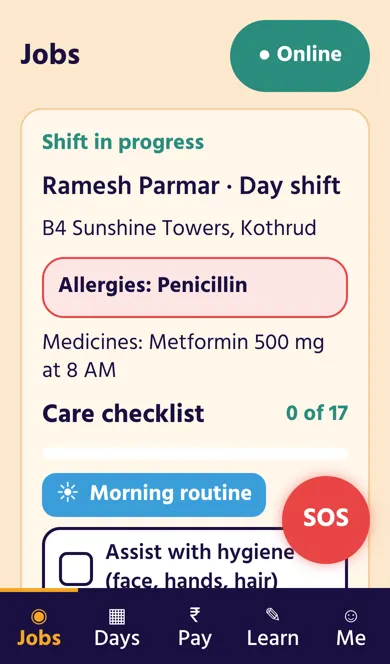 Jobs
● Online
Shift in progress
Ramesh Parmar · Day shift
B4 Sunshine Towers, Kothrud
Allergies: Penicillin
Medicines: Metformin 500 mg
at 8 AM
Care checklist
0 of 17
☀ Morning routine
SOS
Assist with hygiene
(face, hands, hair)
◉ ▦ ₹ ✎ ☺
Jobs Days Pay Learn Me